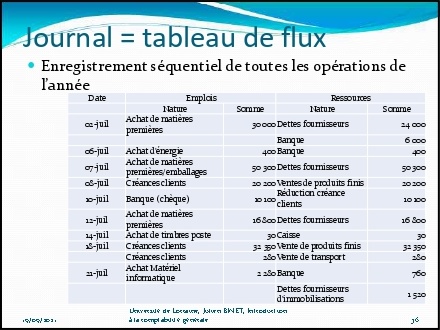 Journal = tableau de flux
Enregistrement séquentiel de toutes les opérations de
l'année
Date Emplois Ressources
Nature Somme Nature Somme
02-juil Achat de matières premières 30 000 Dettes fournisseurs 24 000
Banque 6 000
06-juil Achat d'énergie 400 Banque 400
07-juil Achat de matières premières/emballages 50 300 Dettes fournisseurs 50 300
08-juil Créances clients 20 200 Ventes de produits finis 20 200
10-juil Banque (chèque) 10 100 Réduction créance clients 10 100
12-juil Achat de matières premières 16 800 Dettes fournisseurs 16 800
14-juil Achat de timbres poste 30 Caisse 30
18-juil Créances clients 32 350 Vente de produits finis 32 350
Créances clients 280 Vente de transport 280
21-juil Achat Matériel informatique 2 280 Banque 760
Dettes fournisseurs d'immobilisations 1 520
Université de Lorraine, Julien BINET, Introduction
à la comptabilité générale
36